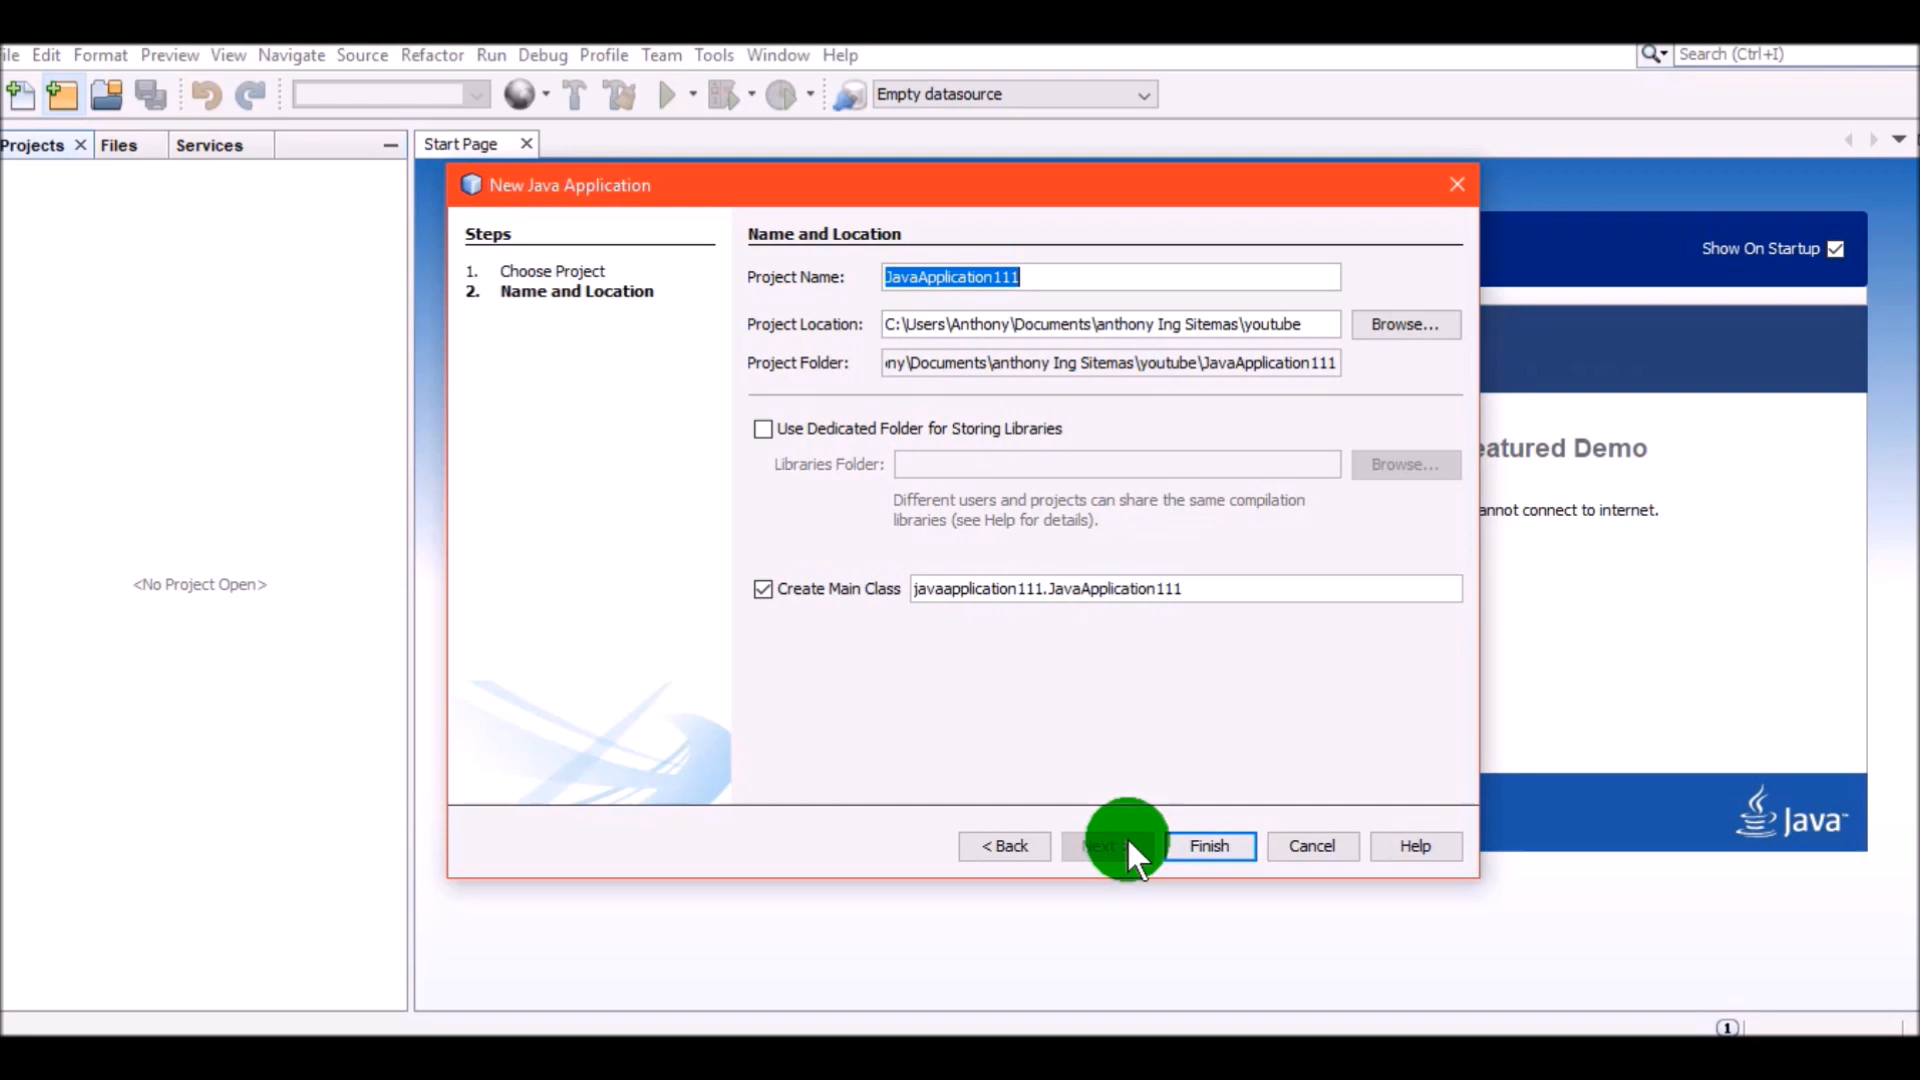 ile Edit Format Preview View Navigate Source Refactor Run Debug Profile Team Tools Window Help
Search (Ctrl+I)
Empty datasource
Projects Files Services
Start Page
New Java Application
Show On Startup
Steps
1. Choose Project
2. Name and Location
Name and Location
Project Name: JavaApplication111
Project Location: C:\Users\Anthony\Documents\anthony Ing Sitemas\youtube Browse...
Project Folder: ny\Documents\anthony Ing Sitemas\youtube\JavaApplication111
Use Dedicated Folder for Storing Libraries
Libraries Folder: Browse...
Different users and projects can share the same compilation
libraries (see Help for details).
Create Main Class javaapplication111.JavaApplication111
eatured Demo
annot connect to internet.
<No Project Open>
Java
< Back Next Finish Cancel Help
1